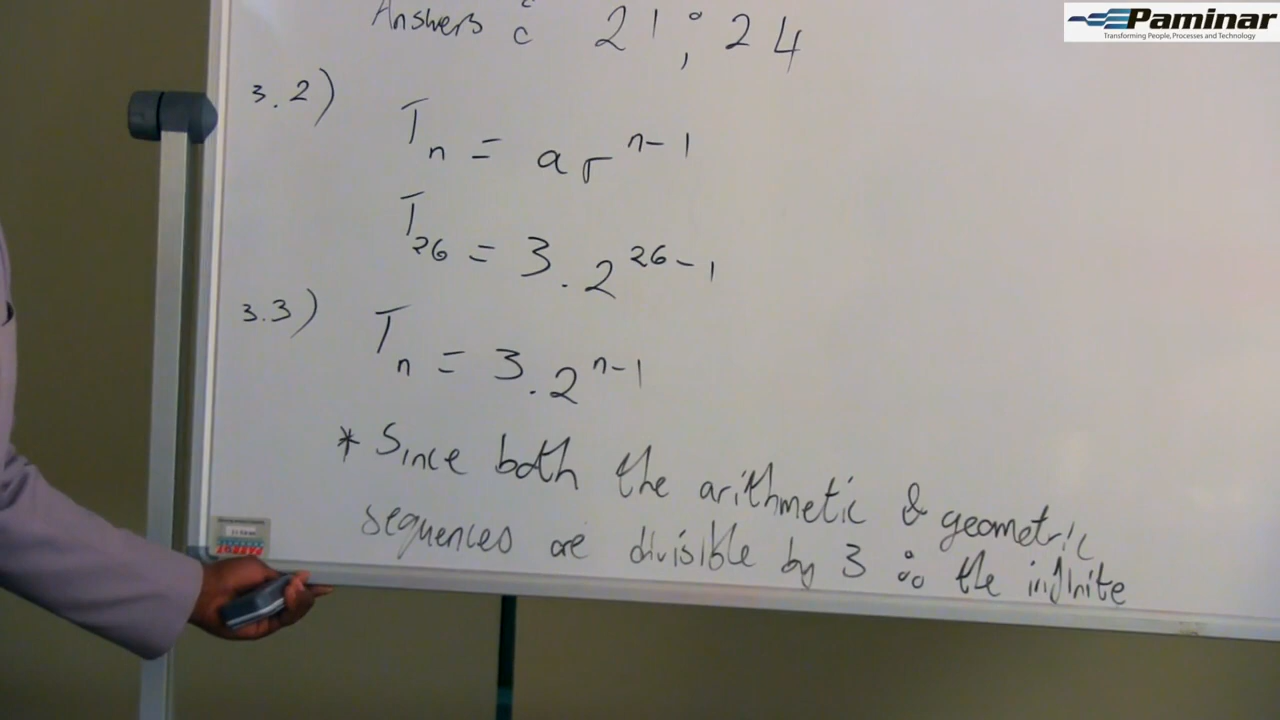 Paminar
Transforming People, Processes and Technology
Answers : 21 ; 24
3.2)
Tn = ar^n-1
T26 = 3.2^26-1
3.3)
Tn = 3.2^n-1
* Since both the arithmetic & geometric
sequences are divisible by 3 ∴ the infinite
PARROT